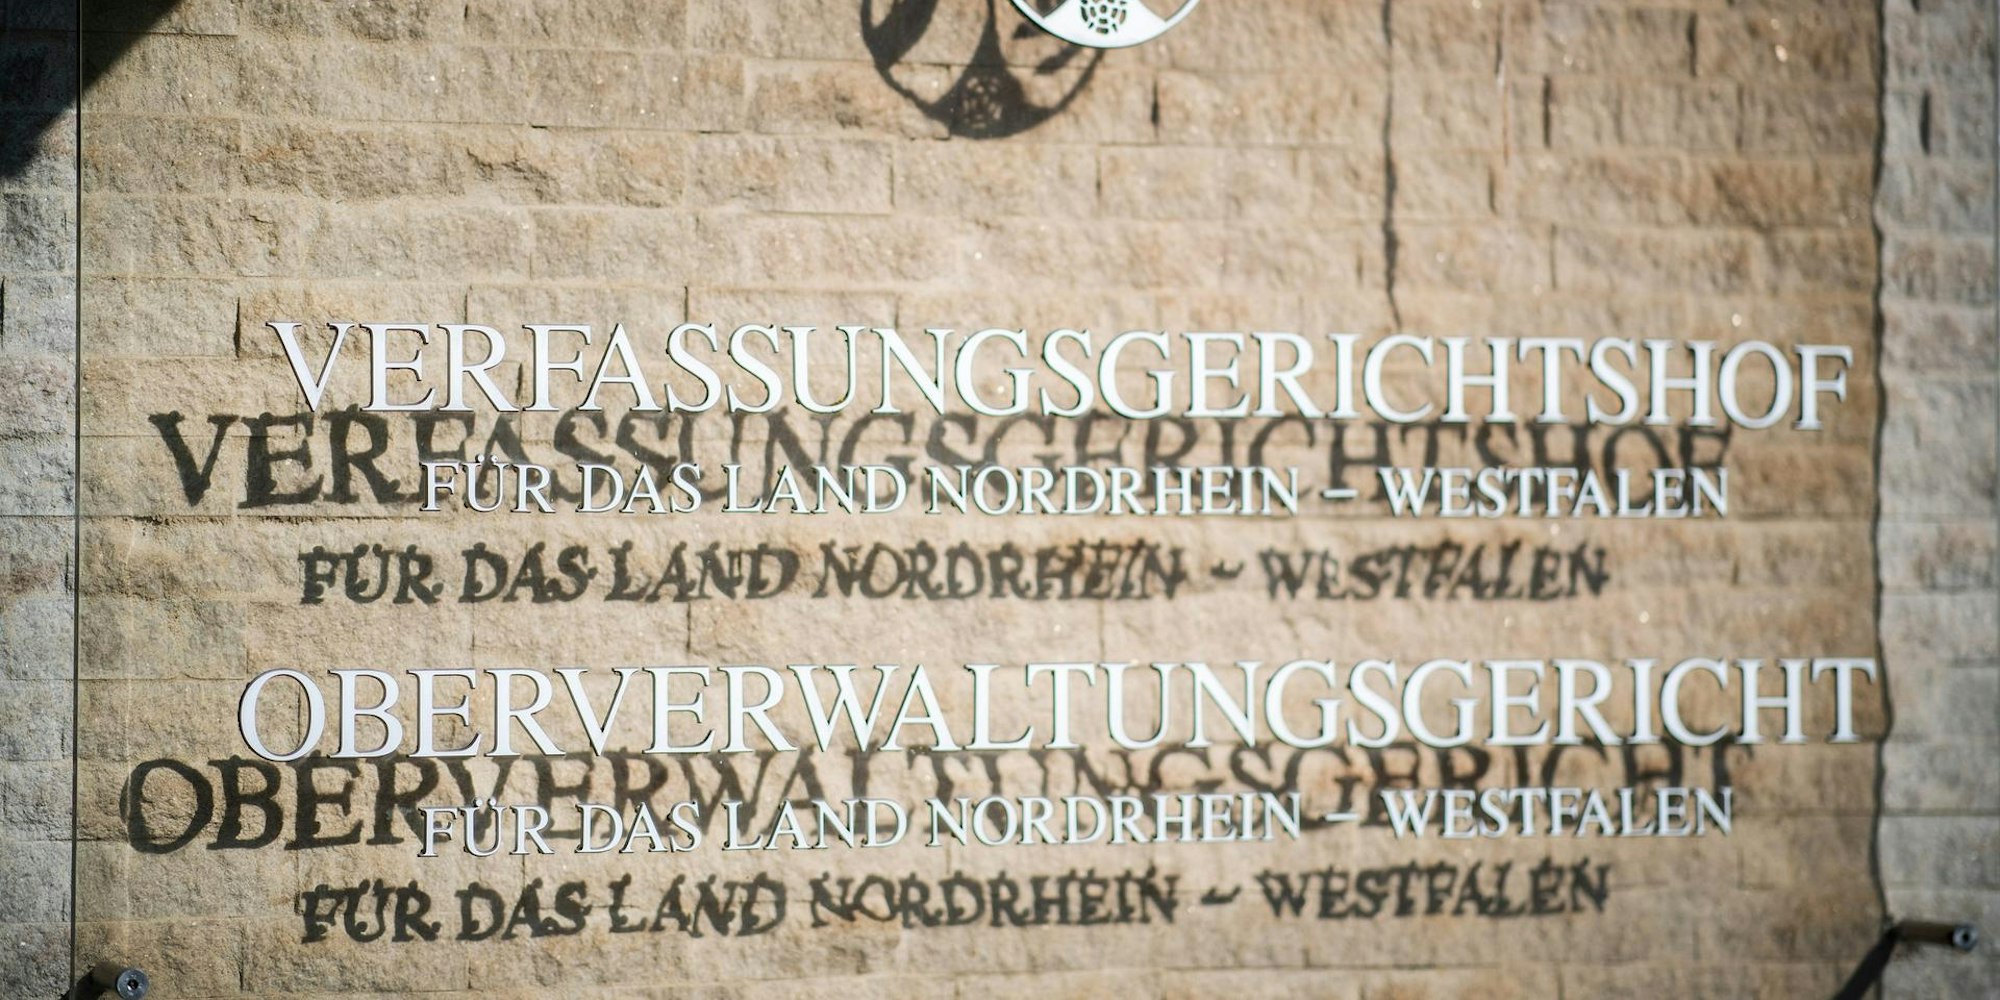 VERFASSUNGSGERICHTSHOF
FÜR DAS LAND NORDRHEIN – WESTFALEN
OBERVERWALTUNGSGERICHT
FÜR DAS LAND NORDRHEIN – WESTFALEN